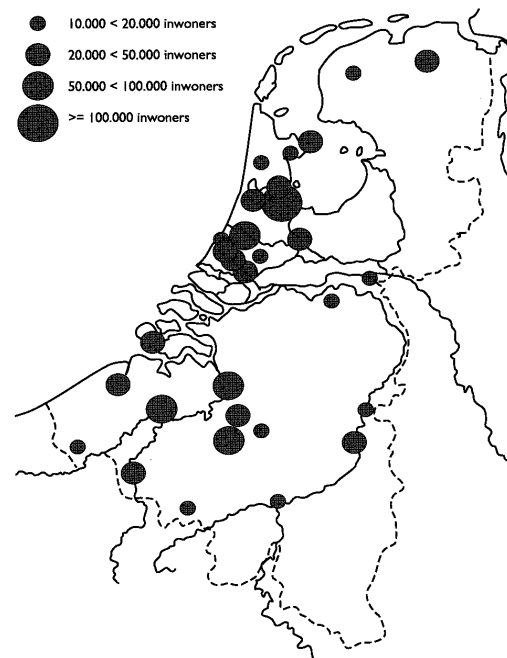 10.000 < 20.000 inwoners
20.000 < 50.000 inwoners
50.000 < 100.000 inwoners
>= 100.000 inwoners